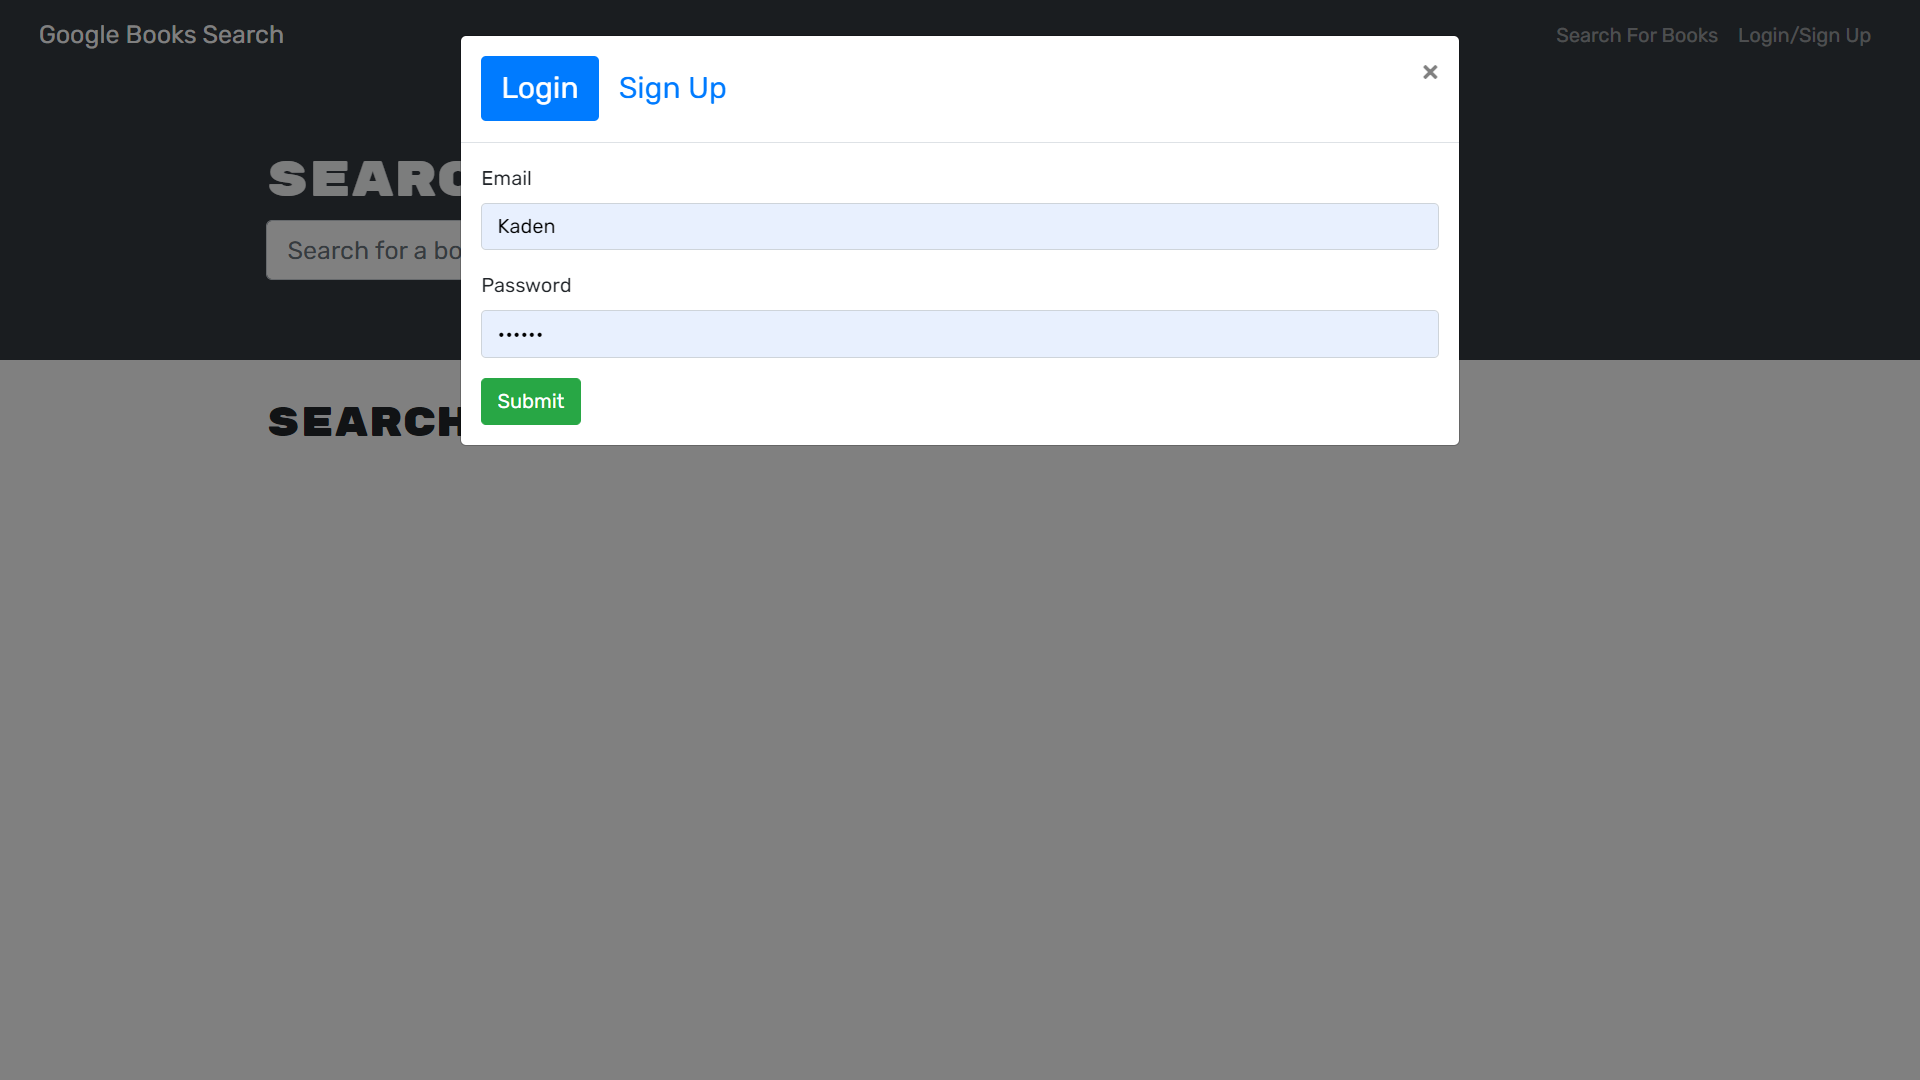 Google Books Search
Search For Books
Login/Sign Up
Login
Sign Up
×
SEARC
Email
Kaden
Search for a bo
Password
••••••
Submit
SEARCH